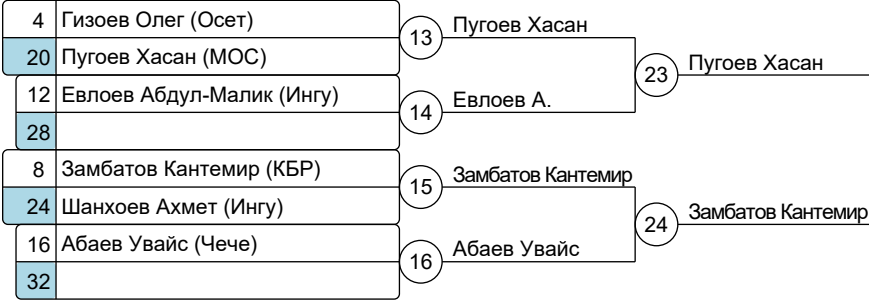 4 Гизоев Олег (Осет)
20 Пугоев Хасан (МОС)
13 Пугоев Хасан
12 Евлоев Абдул-Малик (Ингу)
28
14 Евлоев А.
23 Пугоев Хасан
8 Замбатов Кантемир (КБР)
24 Шанхоев Ахмет (Ингу)
15 Замбатов Кантемир
16 Абаев Увайс (Чече)
32
16 Абаев Увайс
24 Замбатов Кантемир